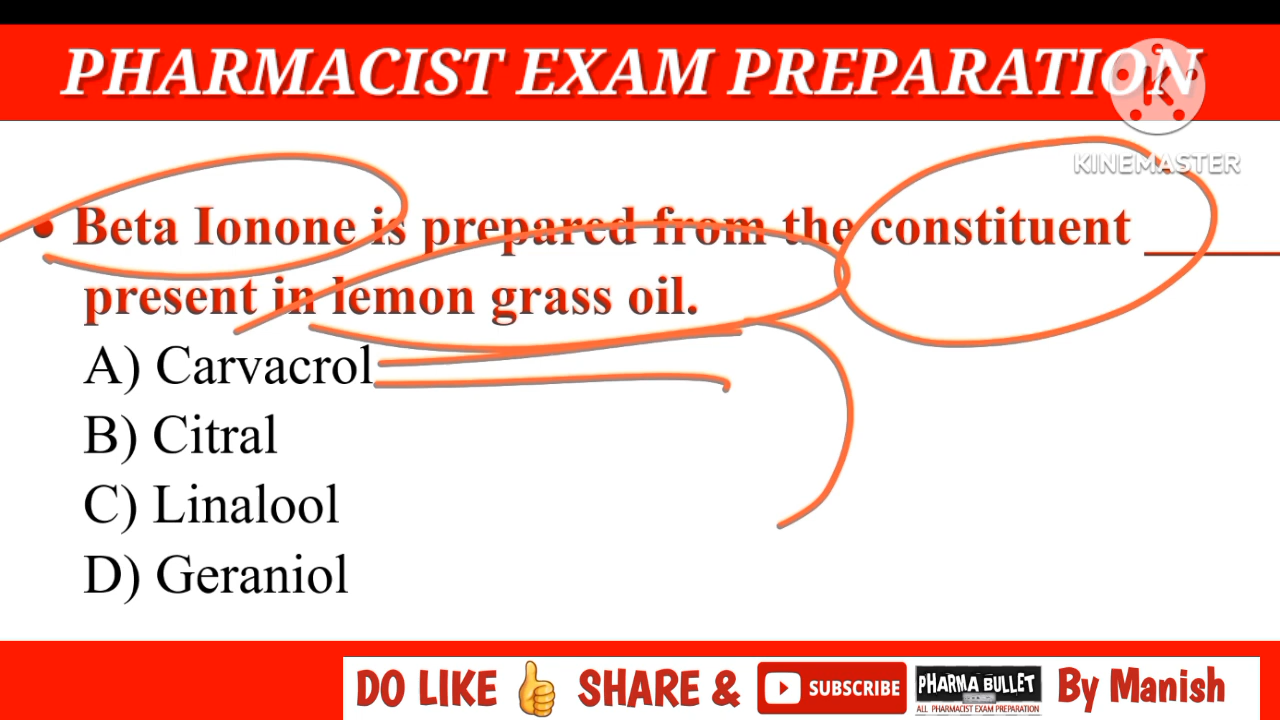 PHARMACIST EXAM PREPARATION
KINEMASTER
• Beta Ionone is prepared from the constituent ______
present in lemon grass oil.
A) Carvacrol
B) Citral
C) Linalool
D) Geraniol
DO LIKE SHARE & SUBSCRIBE PHARMA BULLET By Manish
ALL PHARMACIST EXAM PREPARATION